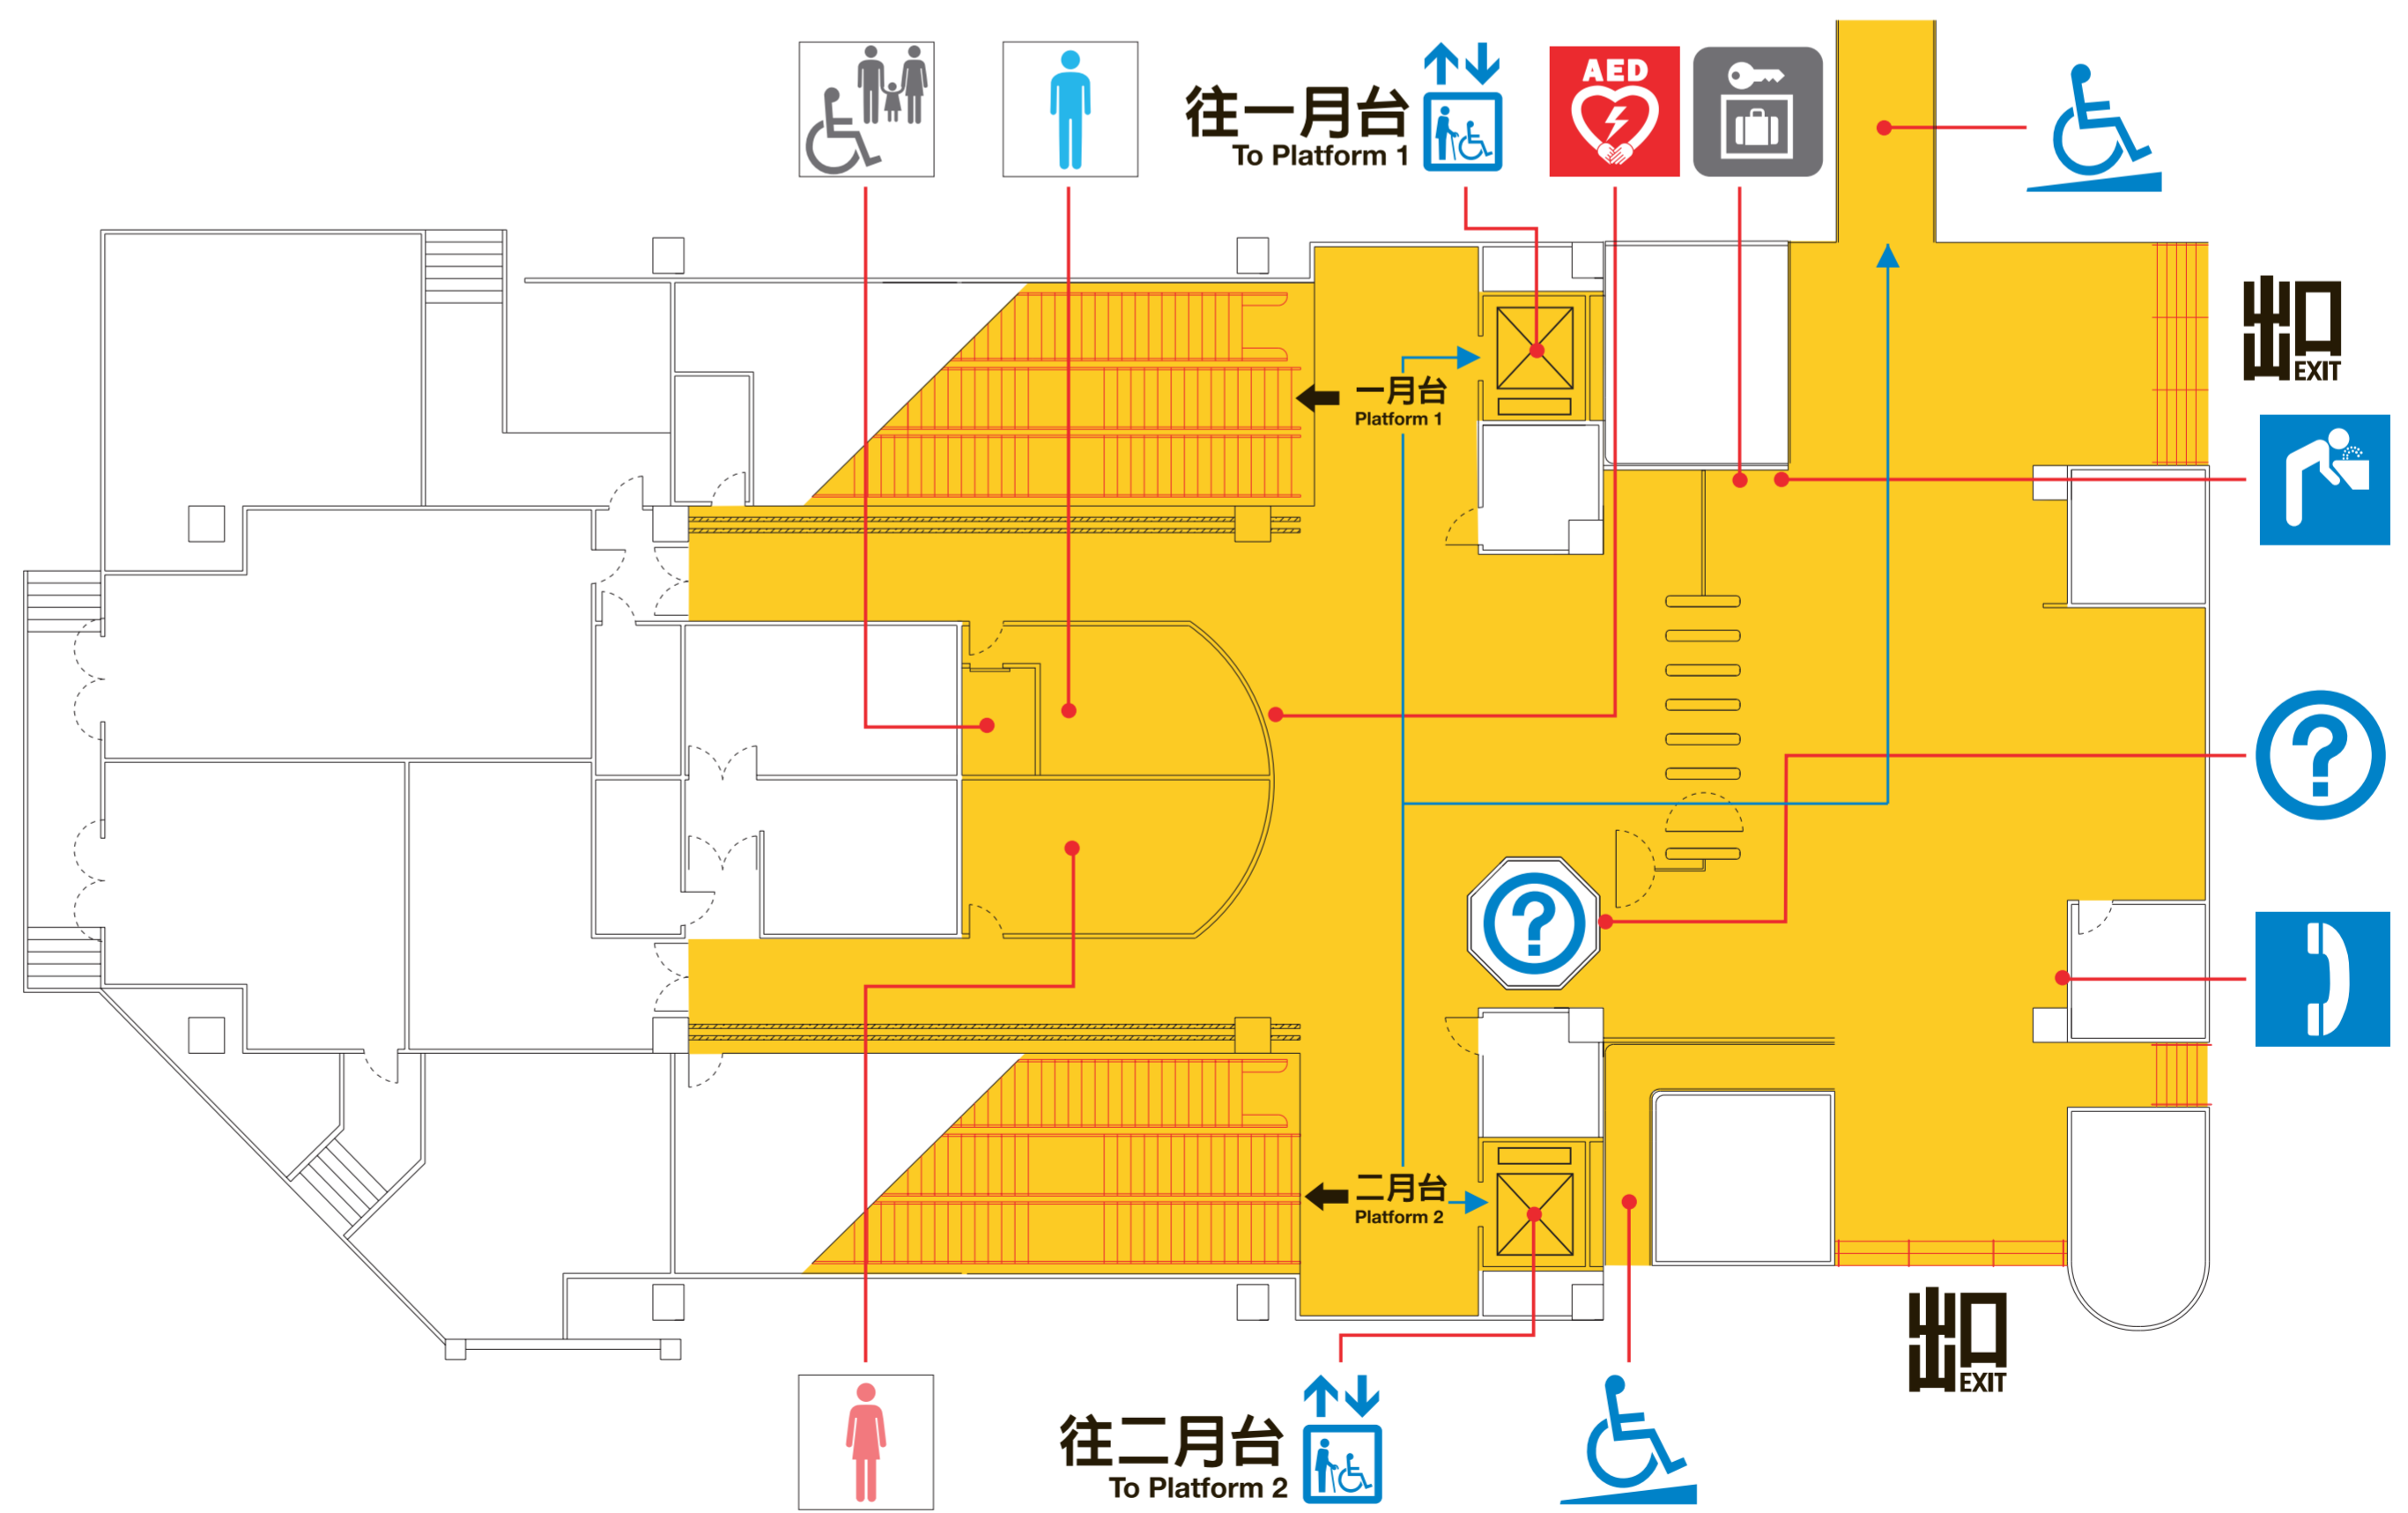 往一月台
To Platform 1
AED
出口
EXIT
一月台
Platform 1
?
?
二月台
Platform 2
出口
EXIT
往二月台
To Platform 2